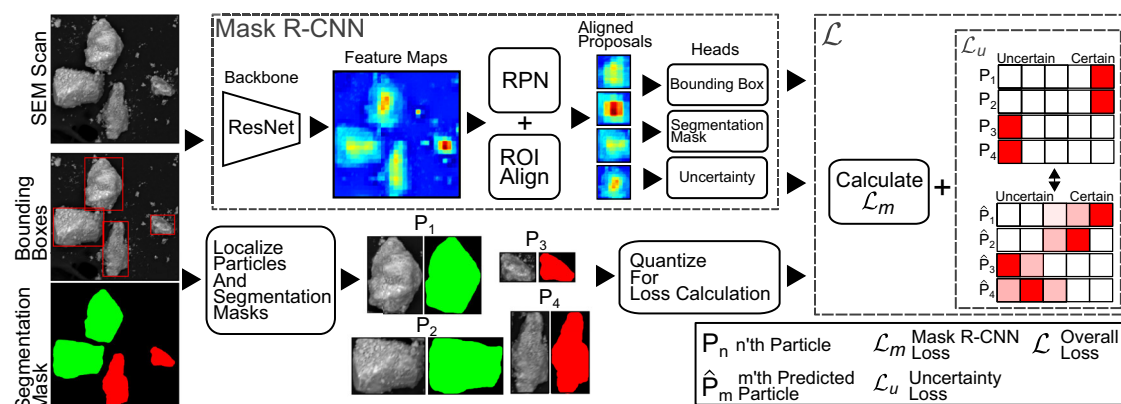 SEM Scan
Bounding
Boxes
Segmentation
Mask
Mask R-CNN
Backbone
ResNet
Feature Maps
RPN
+
ROI
Align
Aligned
Proposals
Heads
Bounding Box
Segmentation
Mask
Uncertainty
Localize
Particles
And
Segmentation
Masks
P1
P2
P3
P4
Quantize
For
Loss Calculation
ℒ
Calculate
ℒm
+
ℒu
Uncertain Certain
P1
P2
P3
P4
Uncertain Certain
P̂1
P̂2
P̂3
P̂4
Pn n'th Particle
P̂m m'th Predicted
Particle
ℒm Mask R-CNN
Loss
ℒu Uncertainty
Loss
ℒ Overall
Loss